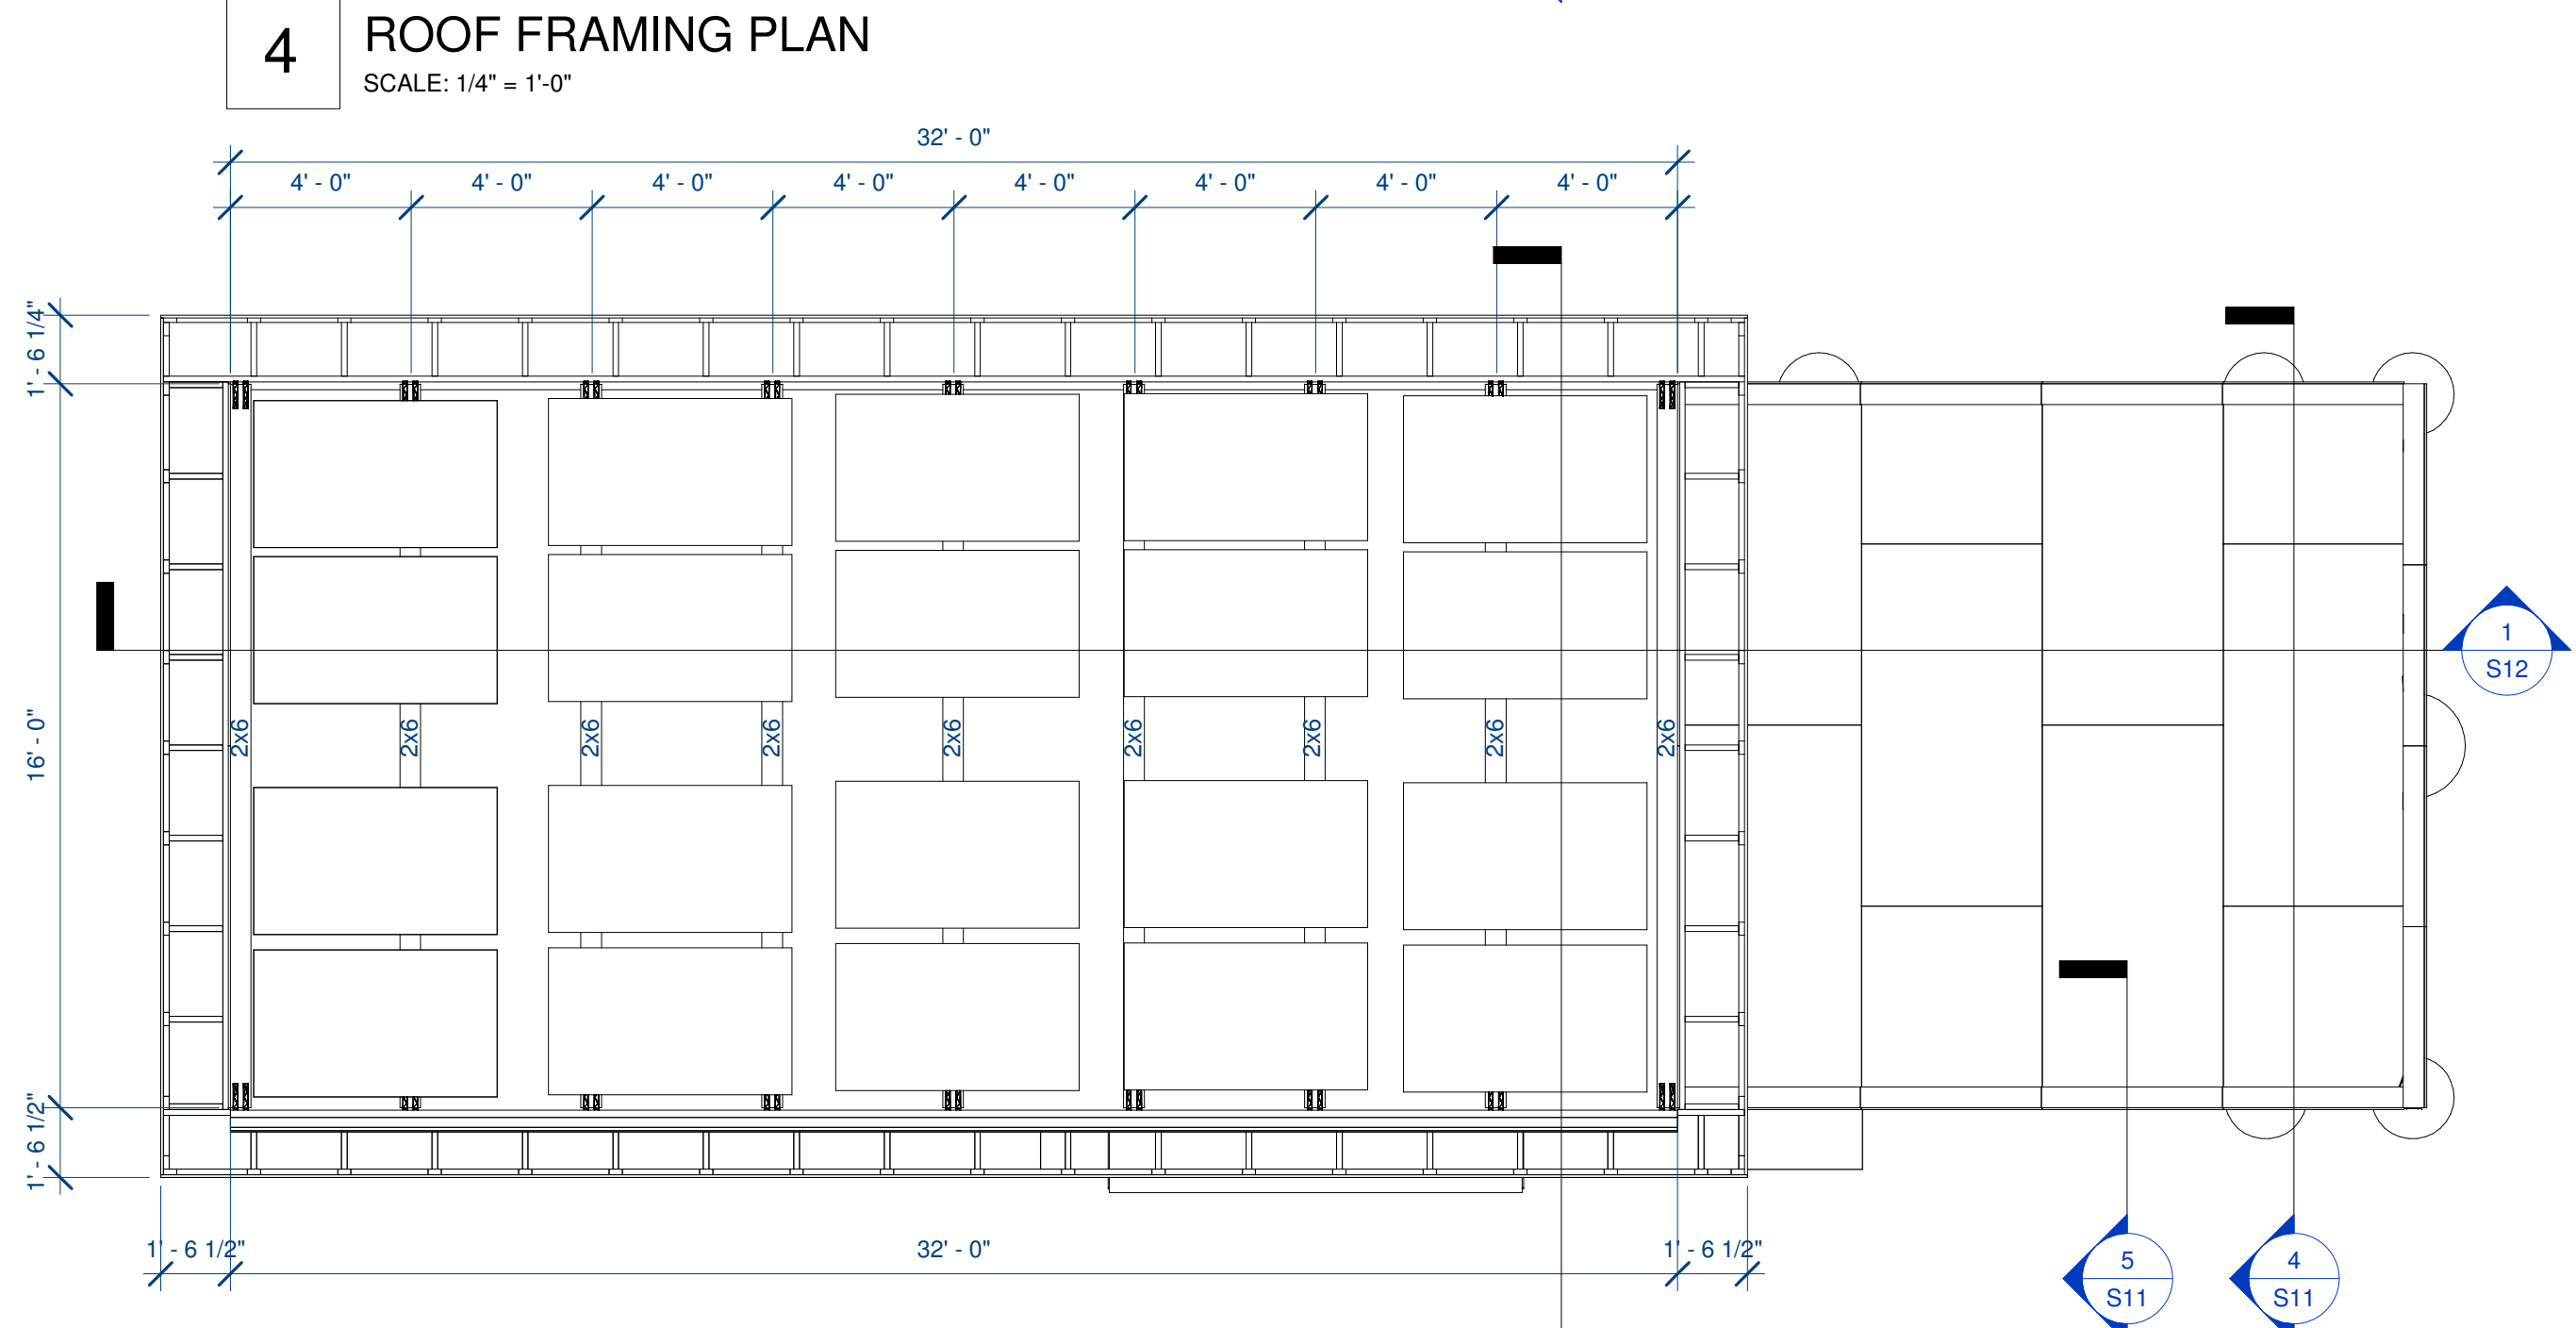 4
ROOF FRAMING PLAN
SCALE: 1/4" = 1'-0"
32' - 0"
4' - 0" 4' - 0" 4' - 0" 4' - 0" 4' - 0" 4' - 0" 4' - 0" 4' - 0"
1' - 6 1/4"
16' - 0"
1' - 6 1/2"
2x6 2x6 2x6 2x6 2x6 2x6 2x6 2x6 2x6
1
S12
1' - 6 1/2" 32' - 0" 1' - 6 1/2"
5
S11
4
S11